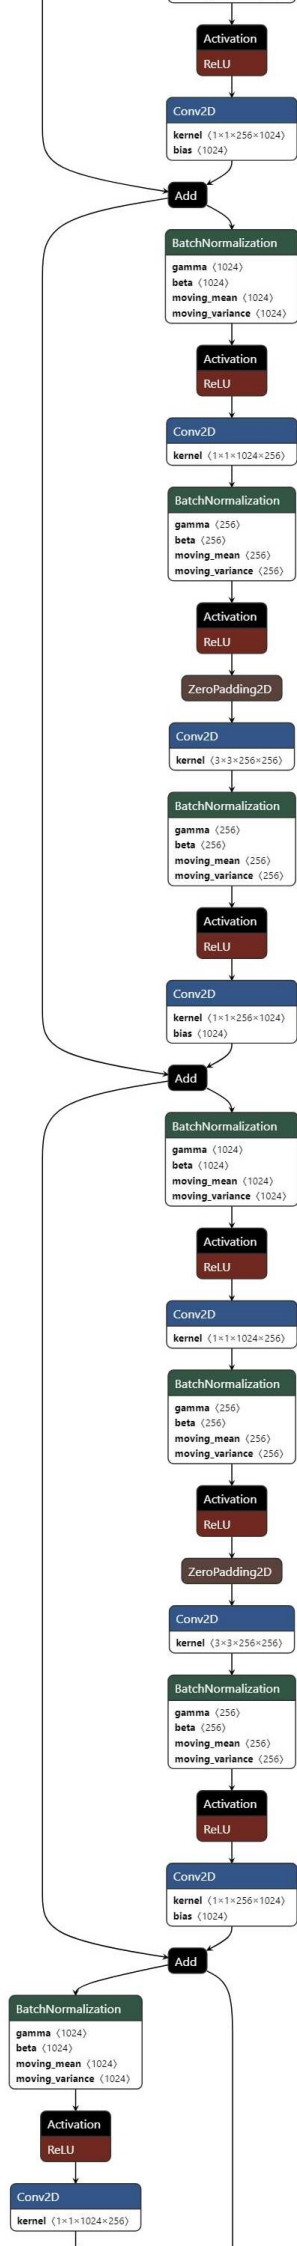 Activation
ReLU
Conv2D
kernel ⟨1×1×256×1024⟩
bias ⟨1024⟩
Add
BatchNormalization
gamma ⟨1024⟩
beta ⟨1024⟩
moving_mean ⟨1024⟩
moving_variance ⟨1024⟩
Activation
ReLU
Conv2D
kernel ⟨1×1×1024×256⟩
BatchNormalization
gamma ⟨256⟩
beta ⟨256⟩
moving_mean ⟨256⟩
moving_variance ⟨256⟩
Activation
ReLU
ZeroPadding2D
Conv2D
kernel ⟨3×3×256×256⟩
BatchNormalization
gamma ⟨256⟩
beta ⟨256⟩
moving_mean ⟨256⟩
moving_variance ⟨256⟩
Activation
ReLU
Conv2D
kernel ⟨1×1×256×1024⟩
bias ⟨1024⟩
Add
BatchNormalization
gamma ⟨1024⟩
beta ⟨1024⟩
moving_mean ⟨1024⟩
moving_variance ⟨1024⟩
Activation
ReLU
Conv2D
kernel ⟨1×1×1024×256⟩
BatchNormalization
gamma ⟨256⟩
beta ⟨256⟩
moving_mean ⟨256⟩
moving_variance ⟨256⟩
Activation
ReLU
ZeroPadding2D
Conv2D
kernel ⟨3×3×256×256⟩
BatchNormalization
gamma ⟨256⟩
beta ⟨256⟩
moving_mean ⟨256⟩
moving_variance ⟨256⟩
Activation
ReLU
Conv2D
kernel ⟨1×1×256×1024⟩
bias ⟨1024⟩
Add
BatchNormalization
gamma ⟨1024⟩
beta ⟨1024⟩
moving_mean ⟨1024⟩
moving_variance ⟨1024⟩
Activation
ReLU
Conv2D
kernel ⟨1×1×1024×256⟩